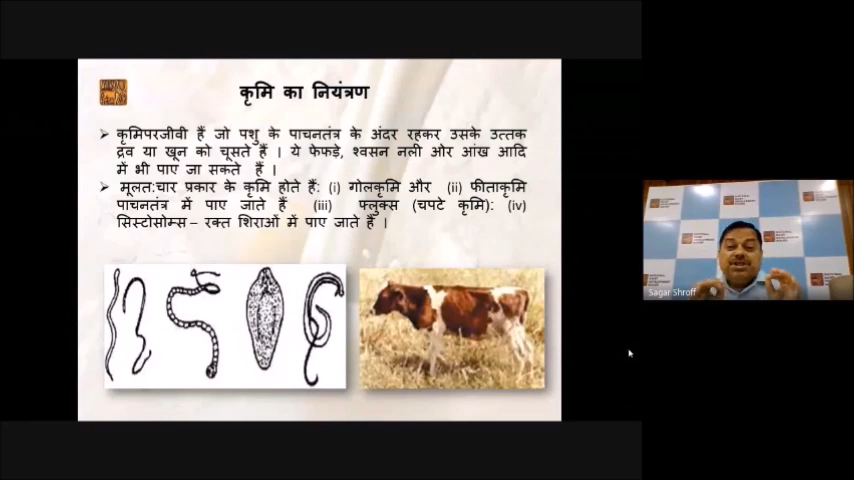 कृमि का नियंत्रण
➢ कृमिपरजीवी हैं जो पशु के पाचनतंत्र के अंदर रहकर उसके उत्तक
द्रव या खून को चूसते हैं । ये फेफड़े, श्वसन नली ओर आंख आदि
में भी पाए जा सकते हैं ।
➢ मूलत:चार प्रकार के कृमि होते हैं: (i) गोलकृमि और (ii) फीताकृमि
पाचनतंत्र में पाए जाते हैं (iii) फ्लुक्स (चपटे कृमि): (iv)
सिस्टोसोम्स – रक्त शिराओं में पाए जाते हैं ।
Sagar Shroff